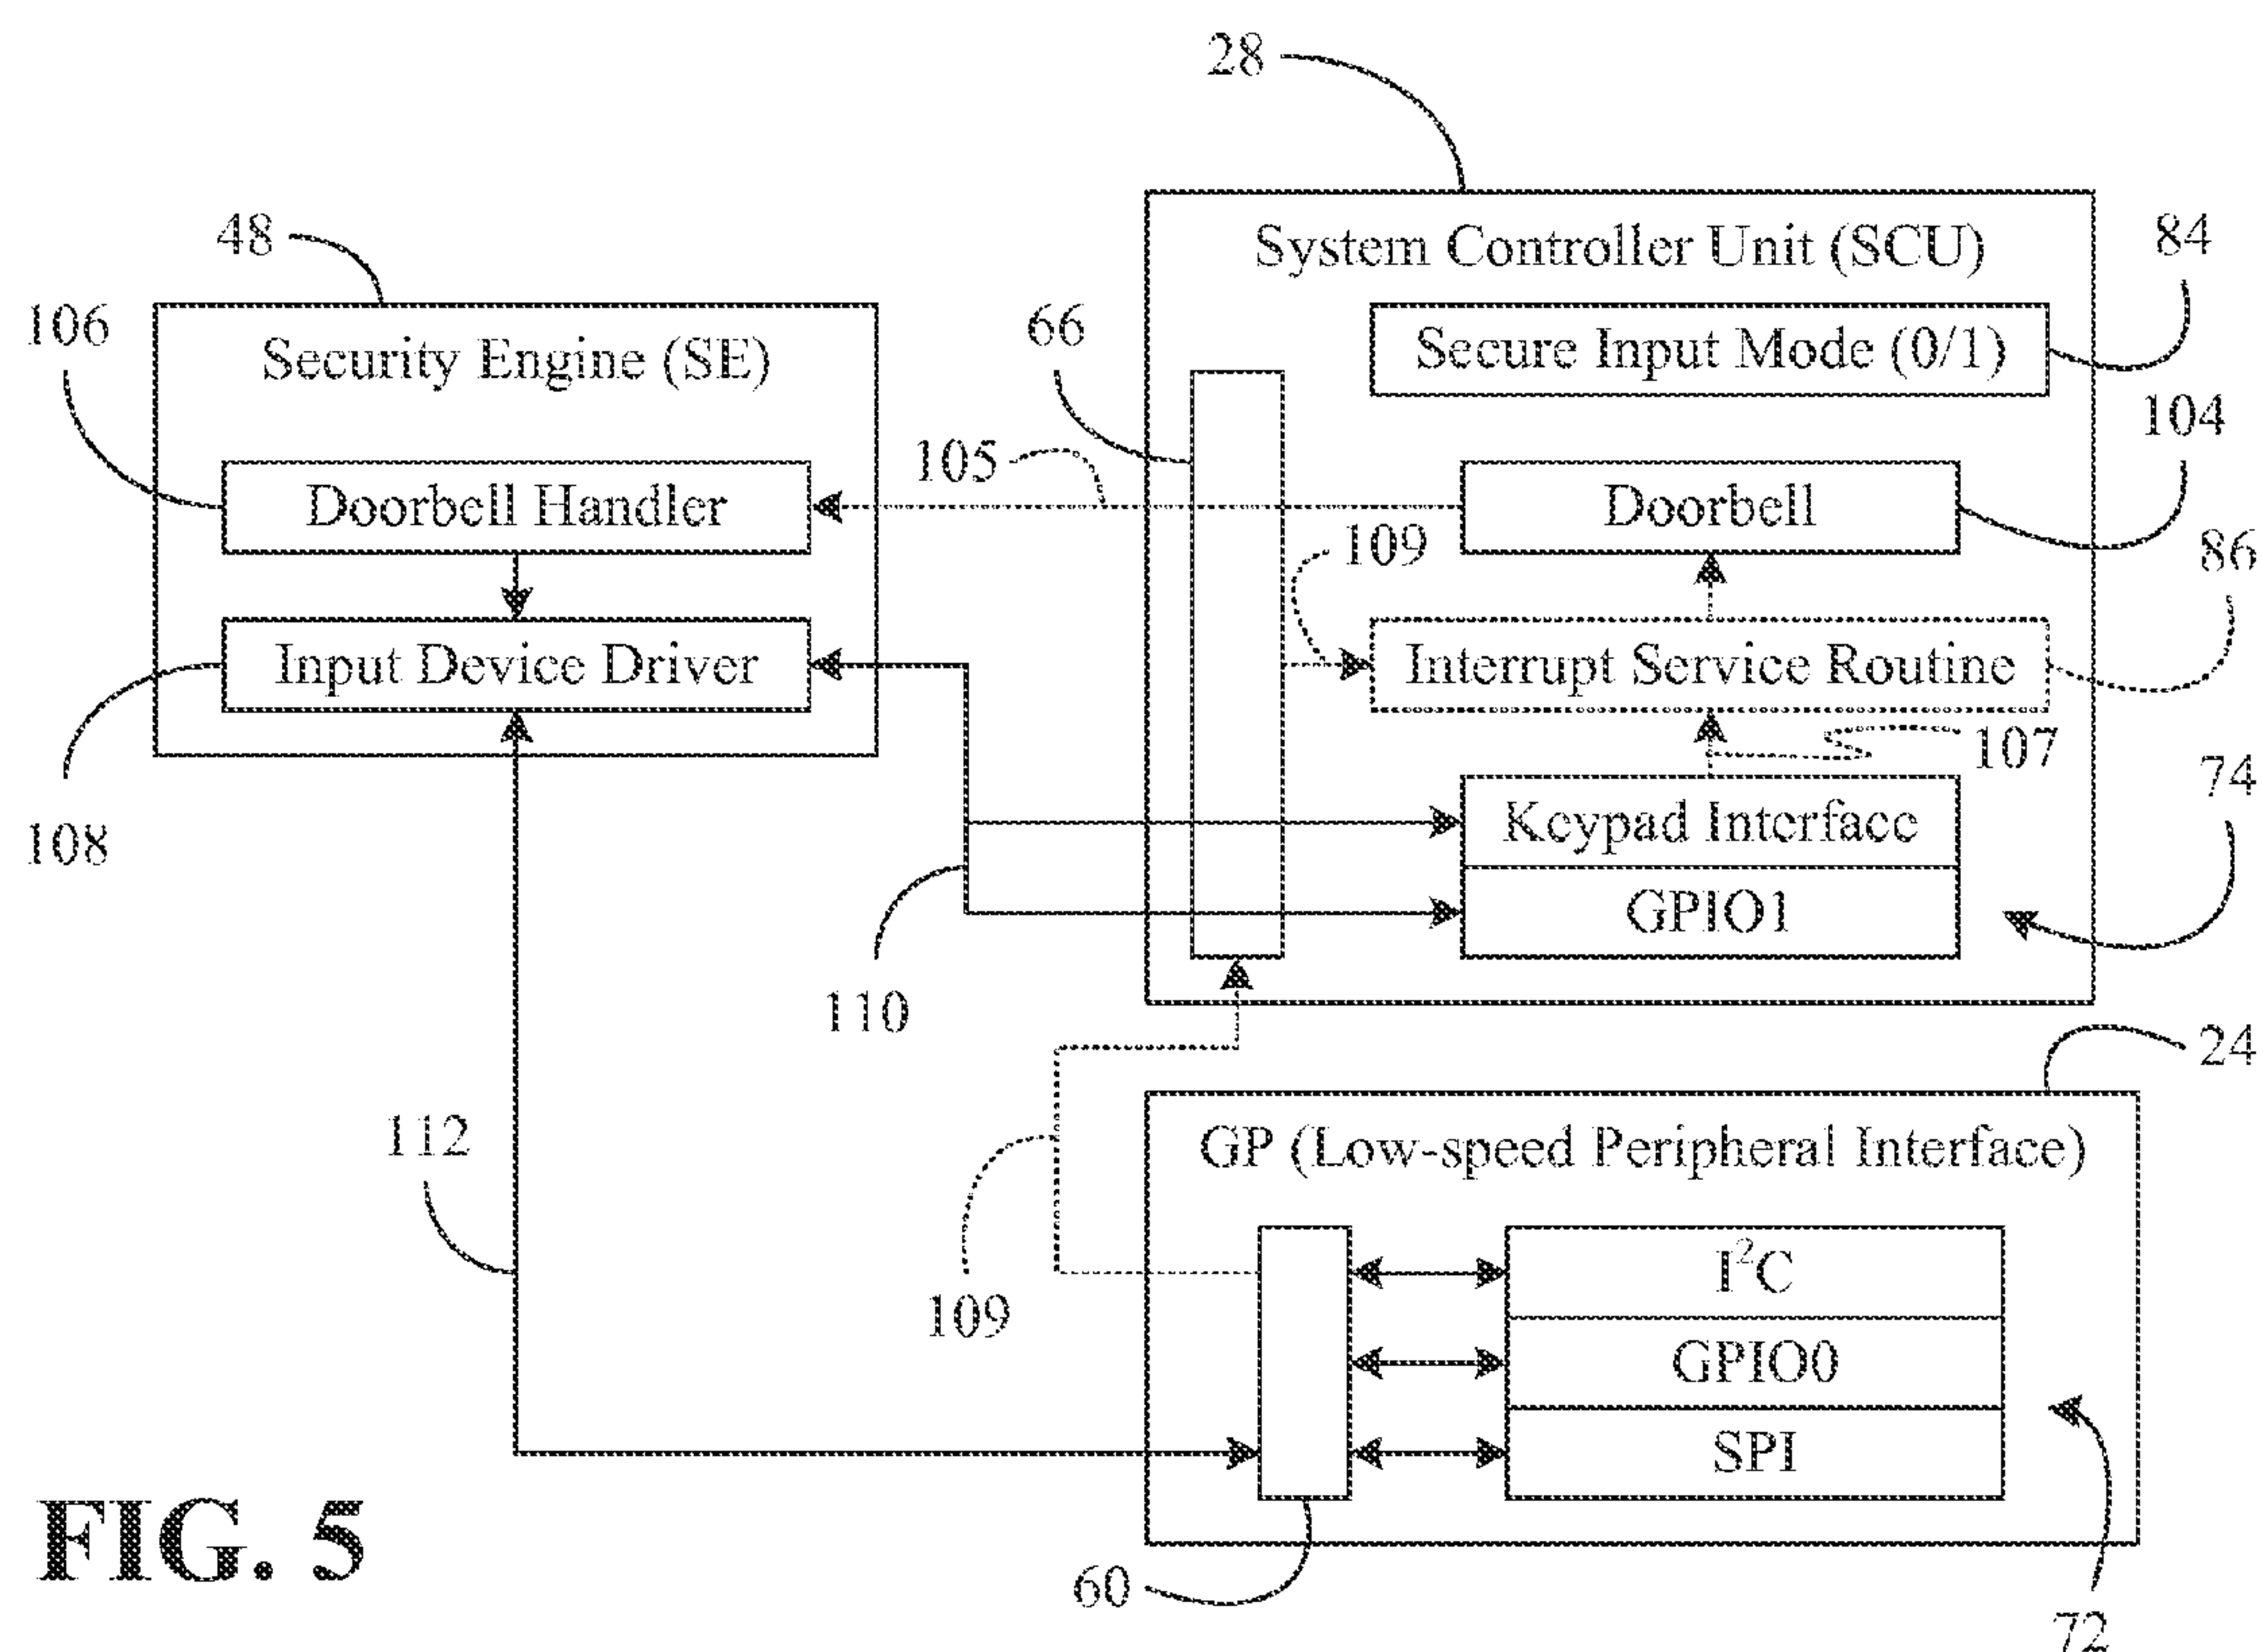 28
System Controller Unit (SCU)
84
Secure Input Mode (0/1)
48
Security Engine (SE)
106
66
104
105
Doorbell Handler
Doorbell
109
86
Input Device Driver
Interrupt Service Routine
107
74
108
Keypad Interface
GPIO1
110
24
GP (Low-speed Peripheral Interface)
112
I²C
109
GPIO0
SPI
60
72
FIG. 5